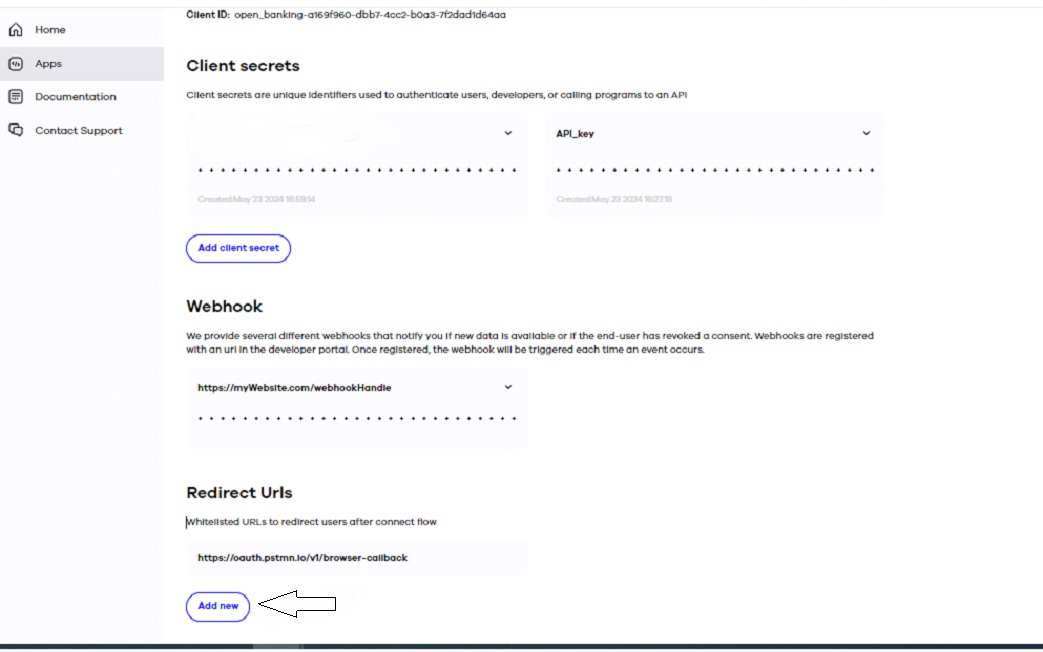 Client ID: open_banking-a169f960-dbb7-4cc2-b0a3-7f2dad1d64aa
Home
Apps
Documentation
Contact Support
Client secrets
Client secrets are unique identifiers used to authenticate users, developers, or calling programs to an API
API_key
Created:May 23 2024 16:59:14
Created:May 23 2024 16:27:18
Add client secret
Webhook
We provide several different webhooks that notify you if new data is available or if the end-user has revoked a consent. Webhooks are registered
with an url in the developer portal. Once registered, the webhook will be triggered each time an event occurs.
https://myWebsite.com/webhookHandle
Redirect Urls
Whitelisted URLs to redirect users after connect flow
https://oauth.pstmn.io/v1/browser-callback
Add new